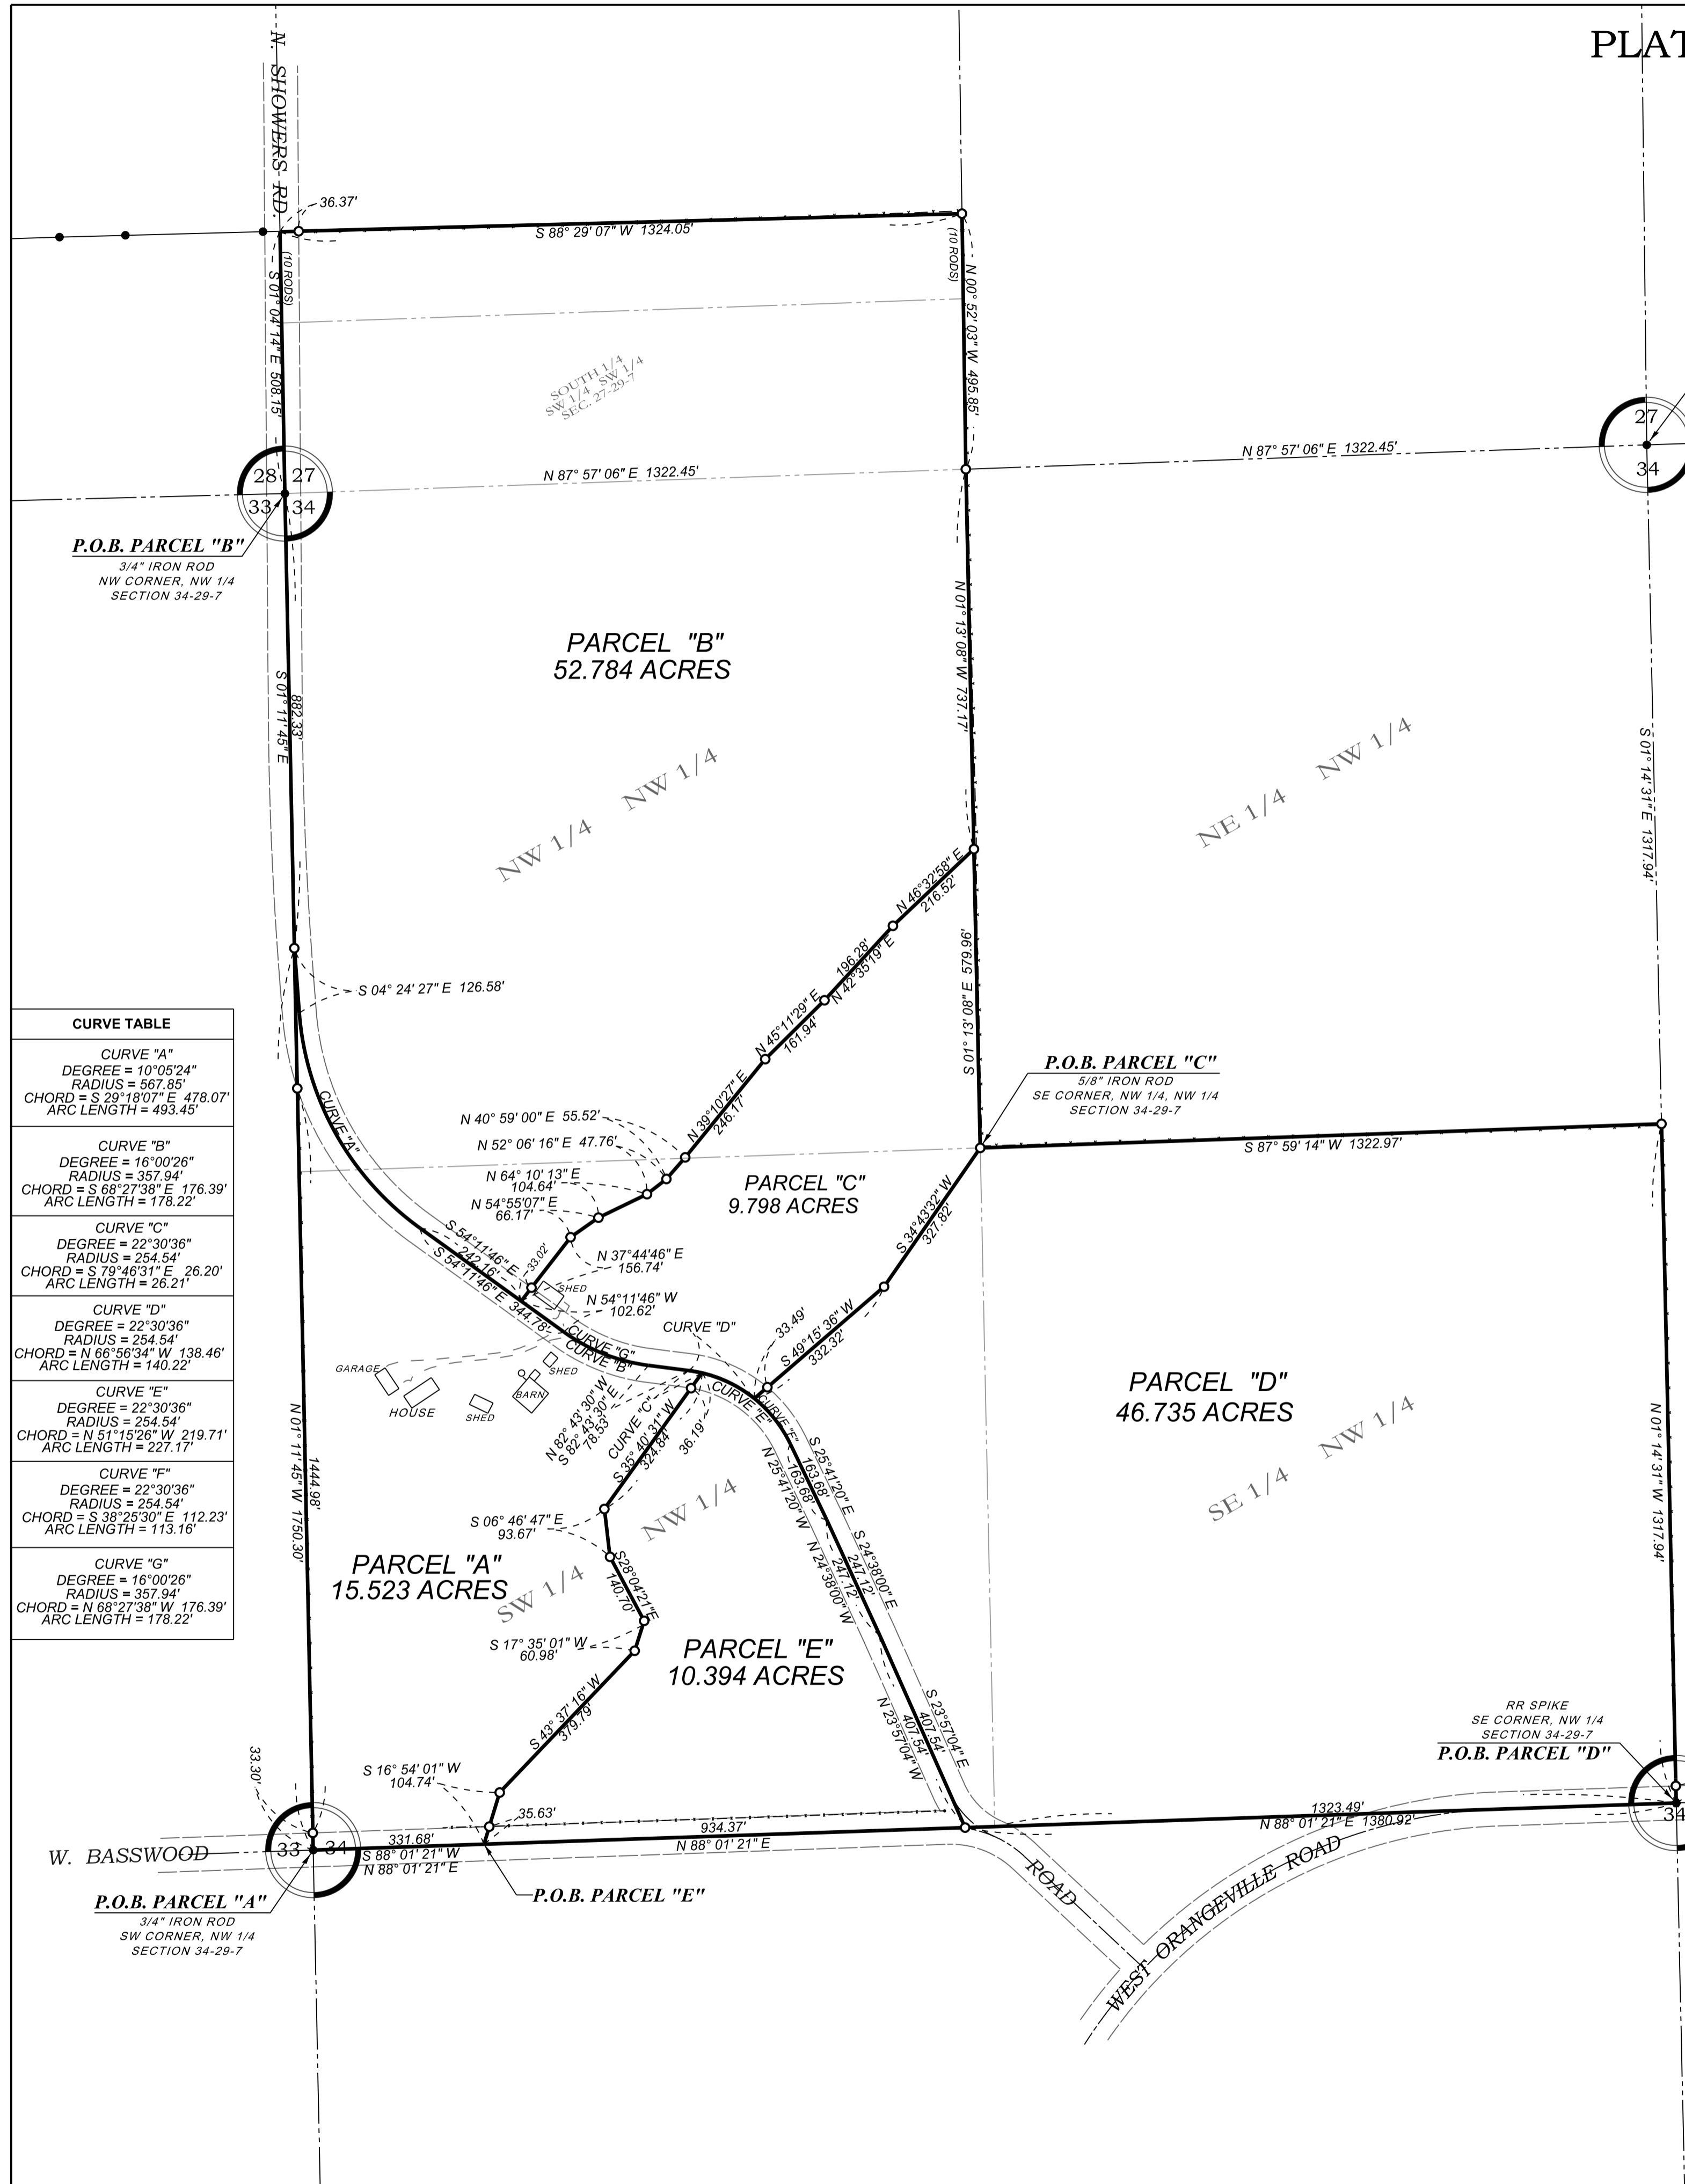 PLAT
N. SHOWERS RD.
36.37'
S 88° 29' 07" W 1324.05'
(10 RODS)
S 01° 04' 14" E 508.15'
(10 RODS)
N 00° 52' 03" W 495.85'
SOUTH 1/4
SW 1/4 SW 1/4
SEC. 27-29-7
28 27
33 34
N 87° 57' 06" E 1322.45'
N 87° 57' 06" E 1322.45'
27
34
P.O.B. PARCEL "B"
3/4" IRON ROD
NW CORNER, NW 1/4
SECTION 34-29-7
PARCEL "B"
52.784 ACRES
N 01° 13' 08" W 737.17'
882.33'
S 01° 11' 45" E
NW 1/4 NW 1/4
NE 1/4 NW 1/4
S 01° 14' 31" E 1317.94'
N 46°32'58" E
216.52'
196.28'
N 42°35'19" E
S 01° 13' 08" E 579.96'
S 04° 24' 27" E 126.58'
N 45°11'29" E
161.94'
CURVE TABLE
CURVE "A"
DEGREE = 10°05'24"
RADIUS = 567.85'
CHORD = S 29°18'07" E 478.07'
ARC LENGTH = 493.45'
CURVE "B"
DEGREE = 16°00'26"
RADIUS = 357.94'
CHORD = S 68°27'38" E 176.39'
ARC LENGTH = 178.22'
CURVE "C"
DEGREE = 22°30'36"
RADIUS = 254.54'
CHORD = S 79°46'31" E 26.20'
ARC LENGTH = 26.21'
CURVE "D"
DEGREE = 22°30'36"
RADIUS = 254.54'
CHORD = N 66°56'34" W 138.46'
ARC LENGTH = 140.22'
CURVE "E"
DEGREE = 22°30'36"
RADIUS = 254.54'
CHORD = N 51°15'26" W 219.71'
ARC LENGTH = 227.17'
CURVE "F"
DEGREE = 22°30'36"
RADIUS = 254.54'
CHORD = S 38°25'30" E 112.23'
ARC LENGTH = 113.16'
CURVE "G"
DEGREE = 16°00'26"
RADIUS = 357.94'
CHORD = N 68°27'38" W 176.39'
ARC LENGTH = 178.22'
P.O.B. PARCEL "C"
5/8" IRON ROD
SE CORNER, NW 1/4, NW 1/4
SECTION 34-29-7
CURVE "A"
N 39°10'27" E
246.17'
N 40° 59' 00" E 55.52'
N 52° 06' 16" E 47.76'
N 64° 10' 13" E
104.64'
N 54°55'07" E
66.17'
S 87° 59' 14" W 1322.97'
PARCEL "C"
9.798 ACRES
S 34°43'32" W
327.82'
S 54°11'46" E
242.16'
S 54°11'46" E 344.78'
33.02'
N 37°44'46" E
156.74'
SHED
N 54°11'46" W
102.62'
CURVE "D"
33.49'
S 49°15'36" W
332.32'
CURVE "G"
CURVE "B"
GARAGE
HOUSE
SHED
BARN
SHED
N 82° 43' 30" W
S 82° 43' 30" E
78.53'
CURVE "C"
S 35° 40' 31" W
324.84'
36.19'
CURVE "E"
CURVE "F"
PARCEL "D"
46.735 ACRES
SE 1/4 NW 1/4
S 25°41'20" E
163.68'
163.68'
N 25°41'20" W
S 24°38'00" E
247.12'
247.12'
N 24°38'00" W
N 01° 11' 45" W 1750.30'
1444.98'
S 06° 46' 47" E
93.67'
PARCEL "A"
15.523 ACRES
SW 1/4 NW 1/4
S28°04'21"E
140.70'
S 17° 35' 01" W
60.98'
PARCEL "E"
10.394 ACRES
N 01° 14' 31" W 1317.94'
S 43° 37' 16" W
379.79'
S 23°57'04" E
407.54'
407.54'
N 23°57'04" W
RR SPIKE
SE CORNER, NW 1/4
SECTION 34-29-7
P.O.B. PARCEL "D"
34
33.30'
S 16° 54' 01" W
104.74'
35.63'
331.68'
934.37'
1323.49'
S 88° 01' 21" W
N 88° 01' 21" E
N 88° 01' 21" E
N 88° 01' 21" E 1380.92'
W. BASSWOOD
33 34
ROAD
WEST ORANGEVILLE ROAD
P.O.B. PARCEL "A"
3/4" IRON ROD
SW CORNER, NW 1/4
SECTION 34-29-7
P.O.B. PARCEL "E"